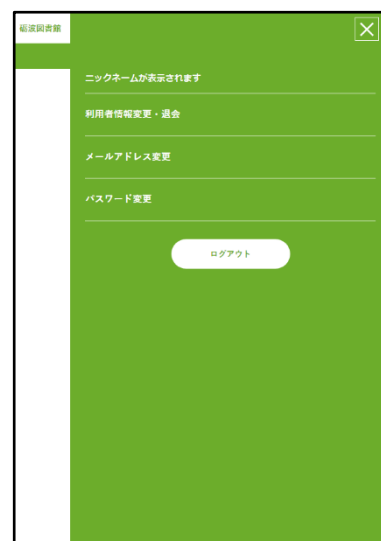 砺波図書館
ニックネームが表示されます
利用者情報変更・退会
メールアドレス変更
パスワード変更
ログアウト